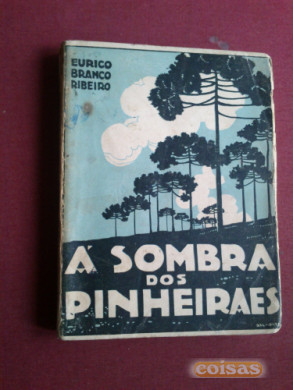 EURICO
BRANCO
RIBEIRO
Á SOMBRA
DOS
PINHEIRAES
coisas